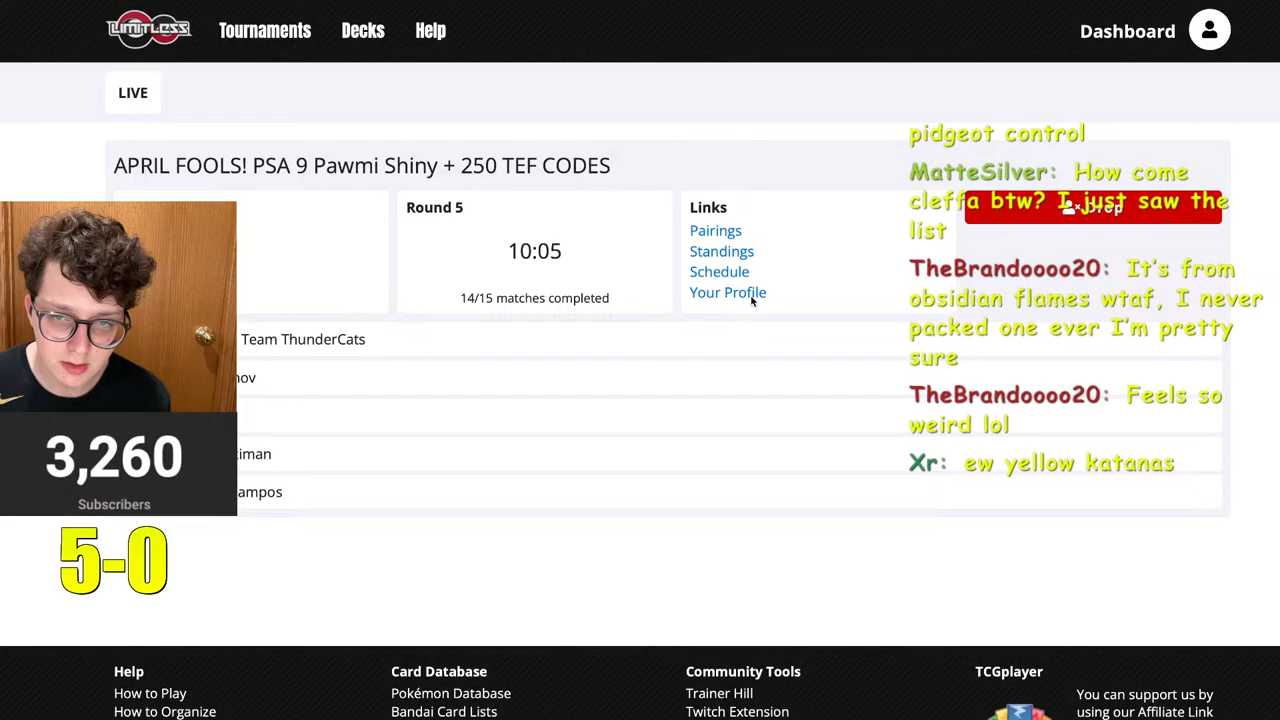 LIMITLESS
Tournaments
Decks
Help
Dashboard
LIVE
APRIL FOOLS! PSA 9 Pawmi Shiny + 250 TEF CODES
Round 5
10:05
14/15 matches completed
Links
Pairings
Standings
Schedule
Your Profile
Team ThunderCats
nov
timan
ampos
pidgeot control
MatteSilver: How come
cleffa btw? I just saw the
list
TheBrandoooo20: It's from
obsidian flames wtaf, I never
packed one ever I'm pretty
sure
TheBrandoooo20: Feels so
weird lol
Xr: ew yellow katanas
3,260
Subscribers
5-0
Help
How to Play
How to Organize
Card Database
Pokémon Database
Bandai Card Lists
Community Tools
Trainer Hill
Twitch Extension
TCGplayer
You can support us by
using our Affiliate Link